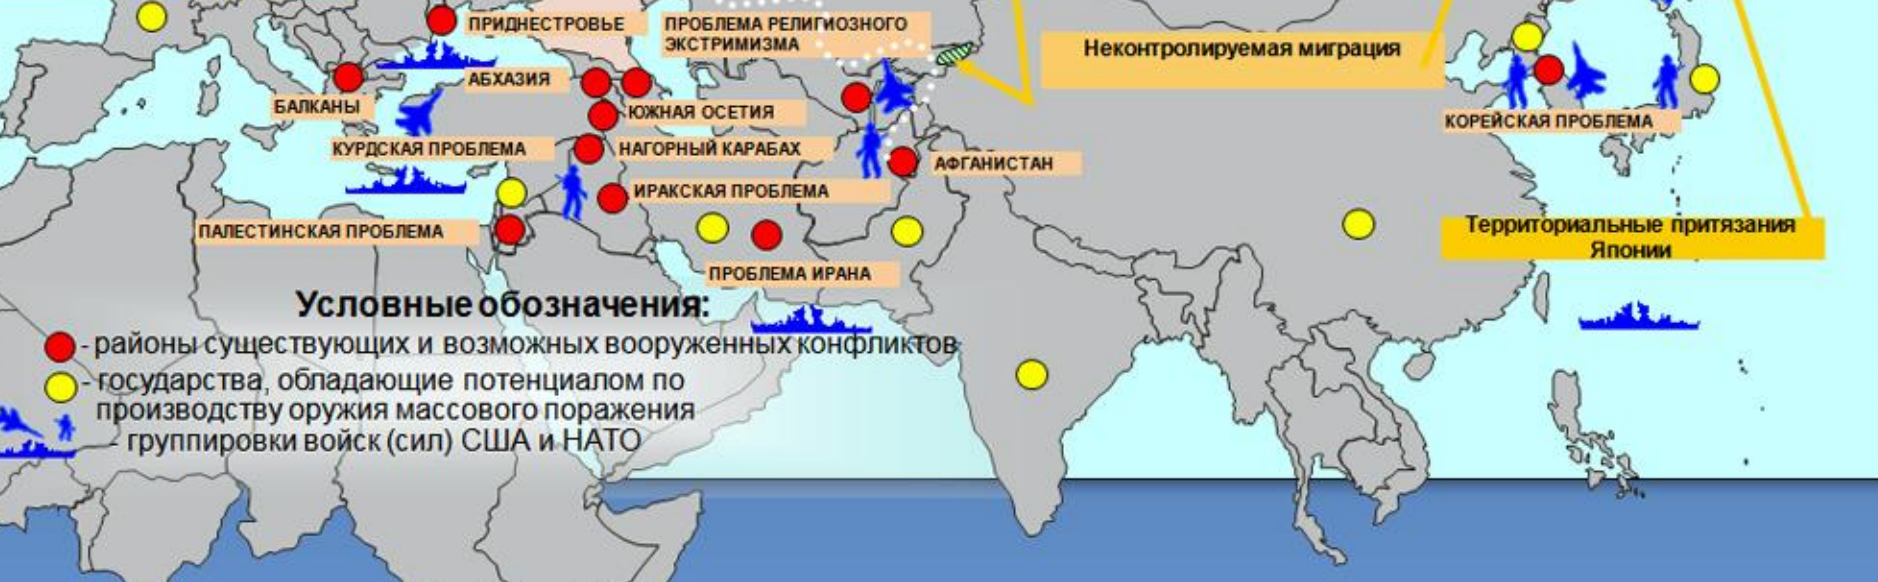 ПРИДНЕСТРОВЬЕ
ПРОБЛЕМА РЕЛИГИОЗНОГО
ЭКСТРИМИЗМА
Неконтролируемая миграция
АБХАЗИЯ
БАЛКАНЫ
ЮЖНАЯ ОСЕТИЯ
КОРЕЙСКАЯ ПРОБЛЕМА
КУРДСКАЯ ПРОБЛЕМА
НАГОРНЫЙ КАРАБАХ
АФГАНИСТАН
ИРАКСКАЯ ПРОБЛЕМА
ПАЛЕСТИНСКАЯ ПРОБЛЕМА
Территориальные притязания
Японии
ПРОБЛЕМА ИРАНА
Условные обозначения:
- районы существующих и возможных вооруженных конфликтов
- государства, обладающие потенциалом по
производству оружия массового поражения
- группировки войск (сил) США и НАТО